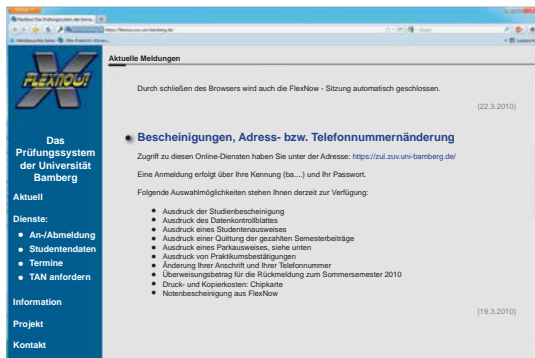 Aktuelle Meldungen
Durch schließen des Browsers wird auch die FlexNow - Sitzung automatisch geschlossen.
(22.3.2010)
FLEXNOW!
Das
Prüfungssystem
der Universität
Bamberg
Aktuell
Dienste:
An-/Abmeldung
Studentendaten
Termine
TAN anfordern
Information
Projekt
Kontakt
Bescheinigungen, Adress- bzw. Telefonnummernänderung
Zugriff zu diesen Online-Diensten haben Sie unter der Adresse: https://zul.zuv.uni-bamberg.de/
Eine Anmeldung erfolgt über Ihre Kennung (ba....) und Ihr Passwort.
Folgende Auswahlmöglichkeiten stehen Ihnen derzeit zur Verfügung:
Ausdruck der Studienbescheinigung
Ausdruck des Datenkontrollblattes
Ausdruck eines Studentenausweises
Ausdruck einer Quittung der gezahlten Semesterbeiträge
Ausdruck eines Parkausweises, siehe unten
Ausdruck von Praktikumsbestätigungen
Änderung Ihrer Anschrift und Ihrer Telefonnummer
Überweisungsbetrag für die Rückmeldung zum Sommersemester 2010
Druck- und Kopierkosten: Chipkarte
Notenbescheinigung aus FlexNow
(19.3.2010)